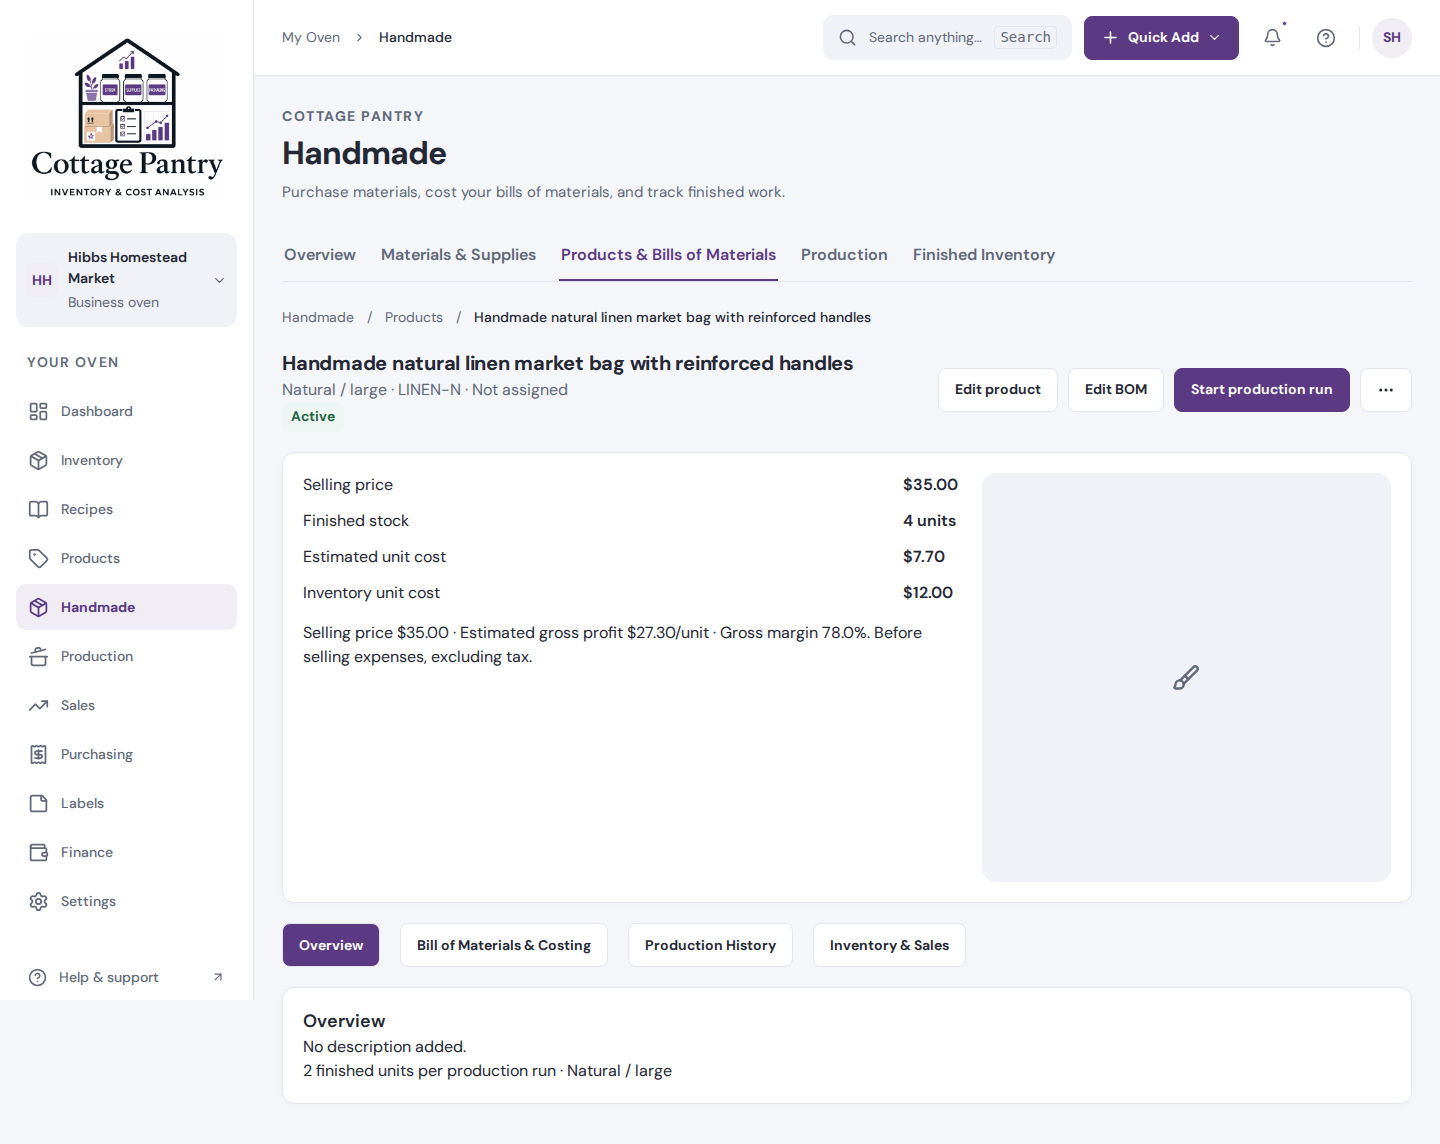 My Oven
Handmade
Search anything...
Search
Quick Add
SH
Cottage Pantry
INVENTORY & COST ANALYSIS
HH
Hibbs Homestead
Market
Business oven
YOUR OVEN
Dashboard
Inventory
Recipes
Products
Handmade
Production
Sales
Purchasing
Labels
Finance
Settings
Help & support
COTTAGE PANTRY
Handmade
Purchase materials, cost your bills of materials, and track finished work.
Overview
Materials & Supplies
Products & Bills of Materials
Production
Finished Inventory
Handmade / Products / Handmade natural linen market bag with reinforced handles
Handmade natural linen market bag with reinforced handles
Natural / large · LINEN-N · Not assigned
Active
Edit product
Edit BOM
Start production run
...
Selling price $35.00
Finished stock 4 units
Estimated unit cost $7.70
Inventory unit cost $12.00
Selling price $35.00 · Estimated gross profit $27.30/unit · Gross margin 78.0%. Before
selling expenses, excluding tax.
Overview
Bill of Materials & Costing
Production History
Inventory & Sales
Overview
No description added.
2 finished units per production run · Natural / large